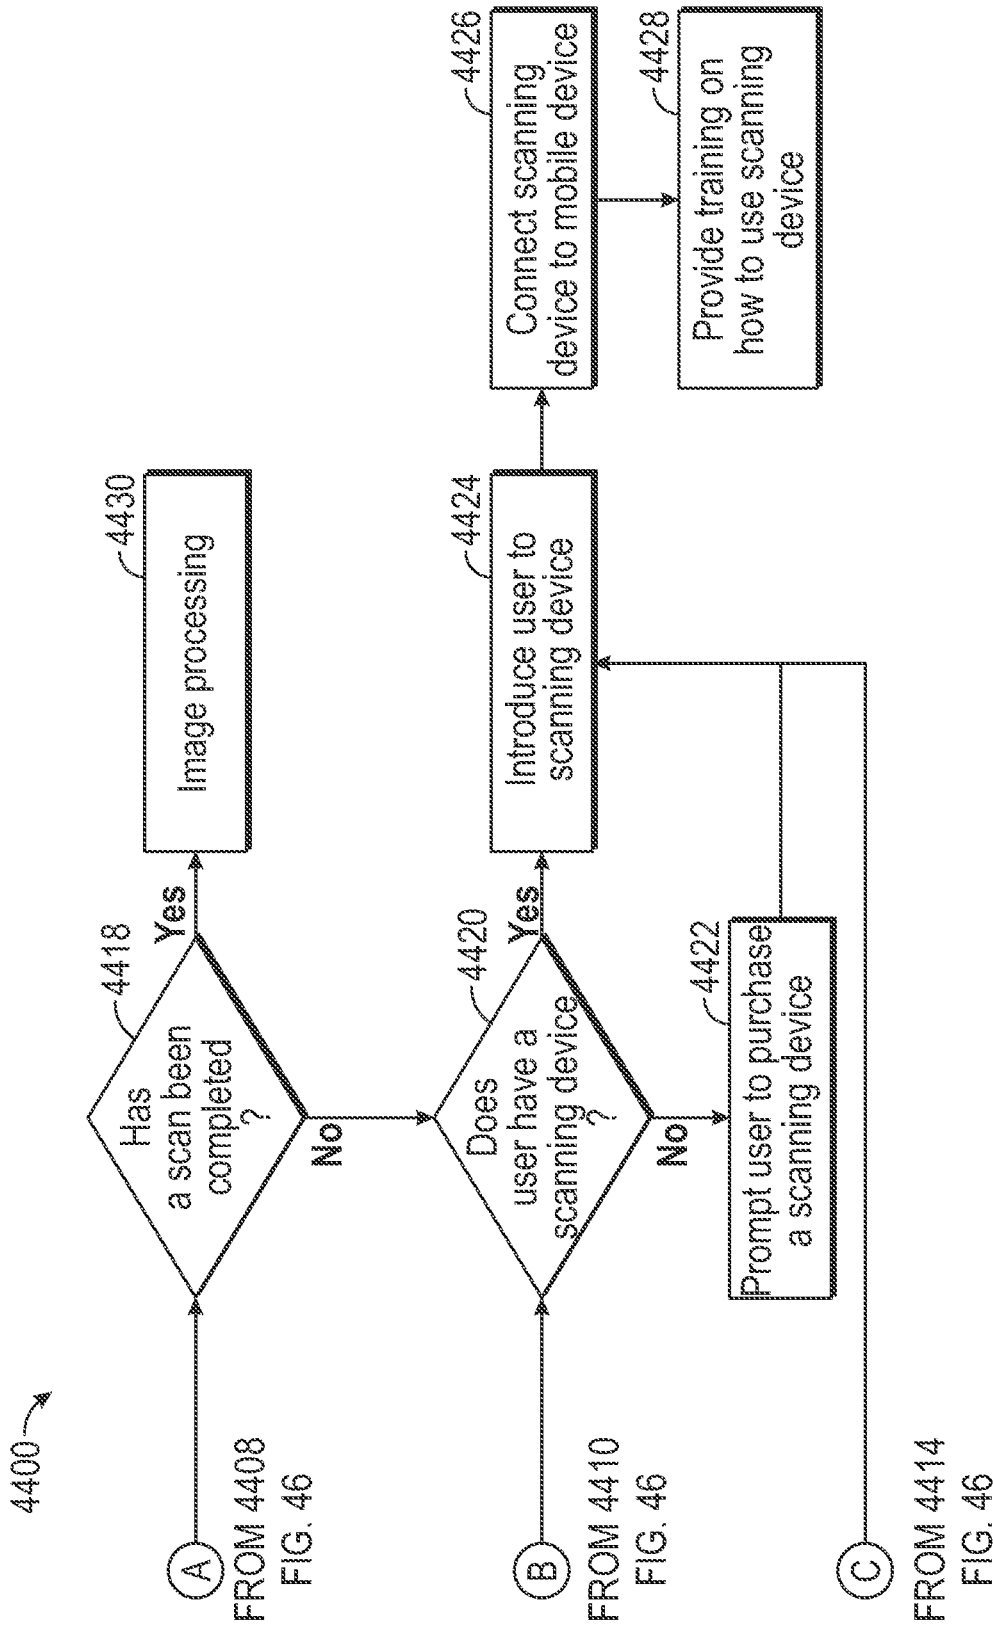 4400
A
FROM 4408
FIG. 46
4418
Has
a scan been
completed
?
Yes
No
4430
Image processing
B
FROM 4410
FIG. 46
4420
Does
user have a
scanning device
?
Yes
No
4424
Introduce user to
scanning device
4426
Connect scanning
device to mobile device
4428
Provide training on
how to use scanning
device
4422
Prompt user to purchase
a scanning device
C
FROM 4414
FIG. 46